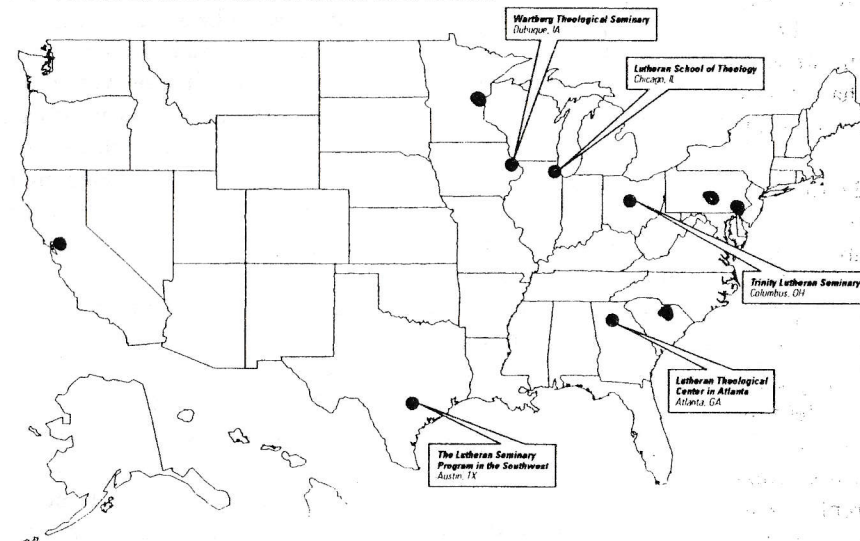 Wartburg Theological Seminary
Dubuque, IA
Lutheran School of Theology
Chicago, IL
Trinity Lutheran Seminary
Columbus, OH
Lutheran Theological
Center in Atlanta
Atlanta, GA
The Lutheran Seminary
Program in the Southwest
Austin, TX